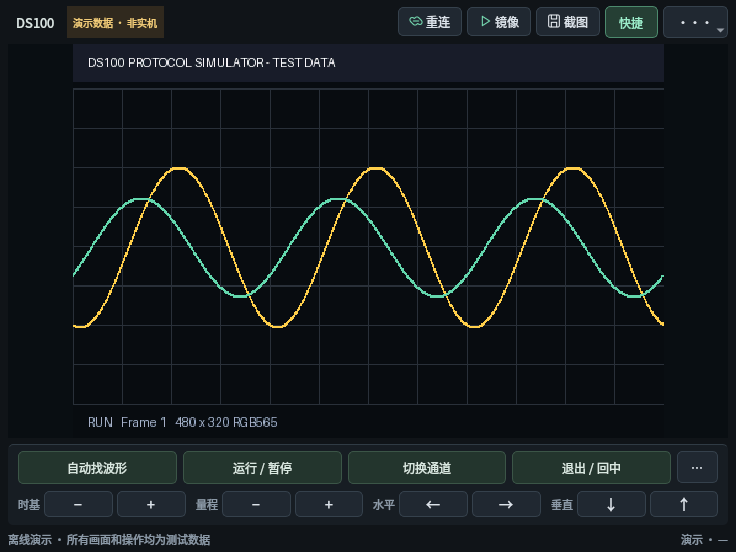 DS100 演示数据 • 非实机 重连 镜像 截图 快捷 • • •
DS100 PROTOCOL SIMULATOR - TEST DATA
RUN Frame 1 480 x 320 RGB565
自动找波形 运行 / 暂停 切换通道 退出 / 回中 ...
时基 − + 量程 − + 水平 ← → 垂直 ↓ ↑
离线演示 • 所有画面和操作均为测试数据 演示 • —